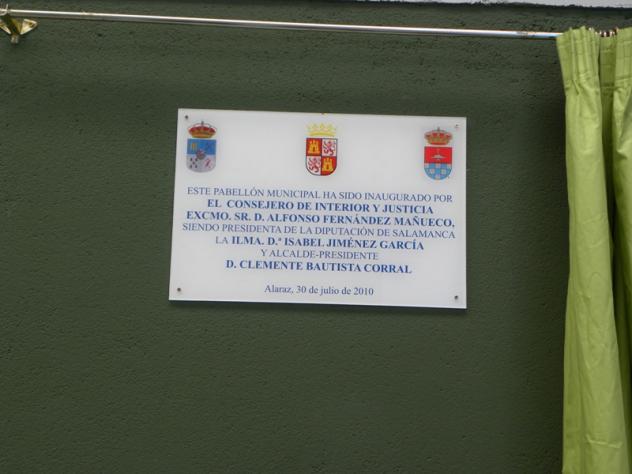 ESTE PABELLÓN MUNICIPAL HA SIDO INAUGURADO POR
EL CONSEJERO DE INTERIOR Y JUSTICIA
EXCMO. SR. D. ALFONSO FERNÁNDEZ MAÑUECO,
SIENDO PRESIDENTA DE LA DIPUTACIÓN DE SALAMANCA
LA ILMA. D.ª ISABEL JIMÉNEZ GARCÍA
Y ALCALDE-PRESIDENTE
D. CLEMENTE BAUTISTA CORRAL
Alaraz, 30 de julio de 2010